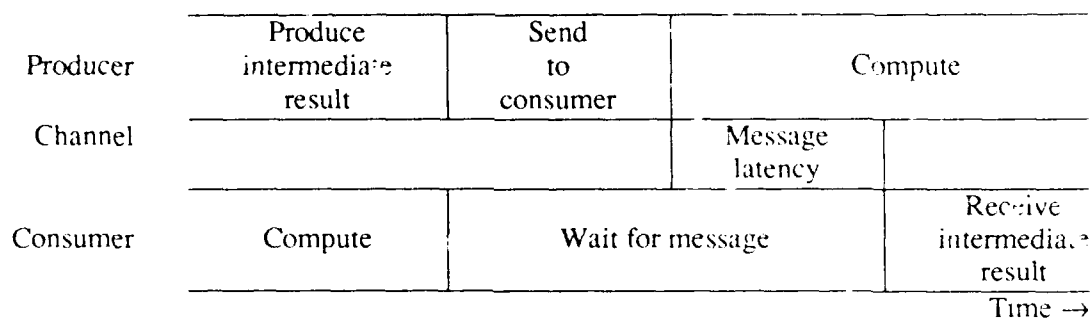 Produce Send
Producer intermediate to Compute
result consumer
Channel Message
latency
Receive
Consumer Compute Wait for message intermediate
result
Time →